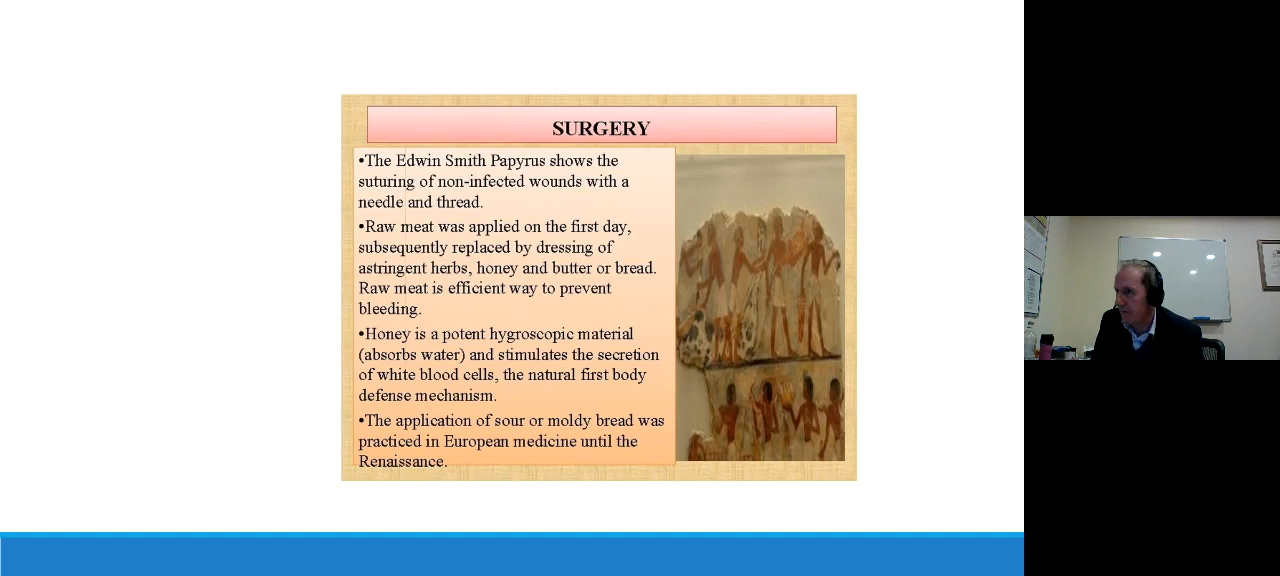 SURGERY
•The Edwin Smith Papyrus shows the
suturing of non-infected wounds with a
needle and thread.
•Raw meat was applied on the first day,
subsequently replaced by dressing of
astringent herbs, honey and butter or bread.
Raw meat is efficient way to prevent
bleeding.
•Honey is a potent hygroscopic material
(absorbs water) and stimulates the secretion
of white blood cells, the natural first body
defense mechanism.
•The application of sour or moldy bread was
practiced in European medicine until the
Renaissance.